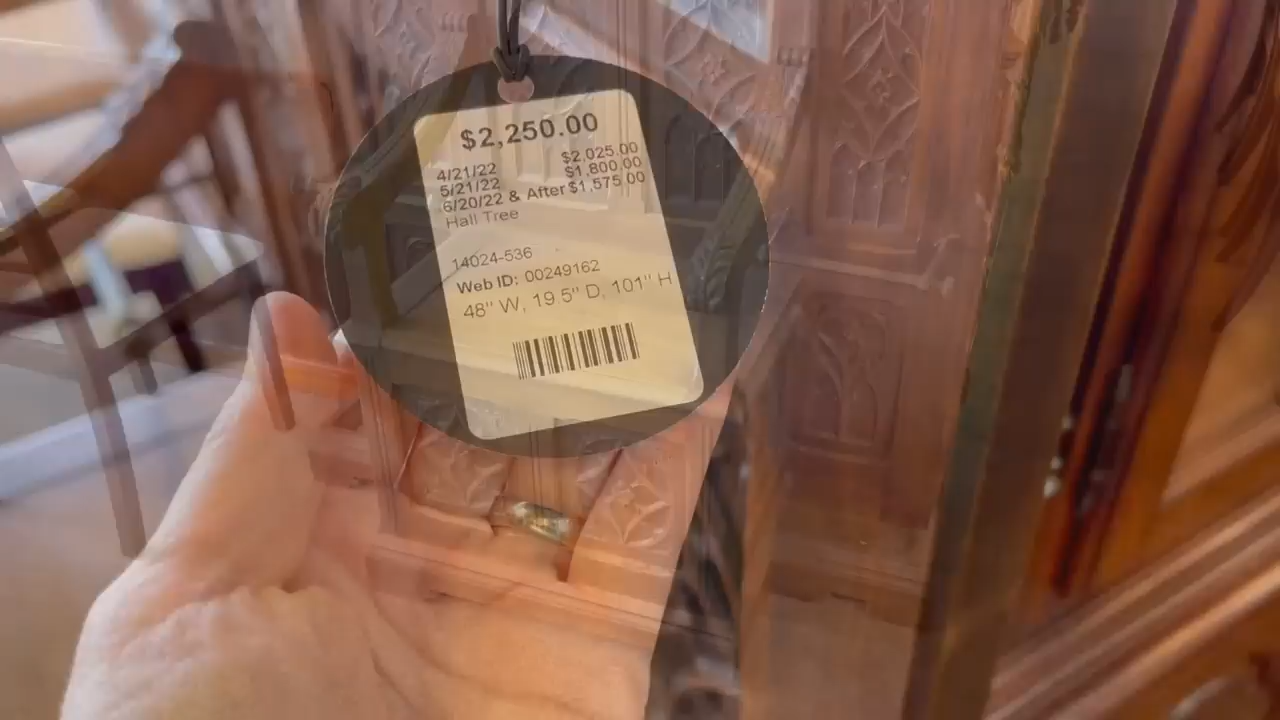 $2,250.00
4/21/22 $2,025.00
5/21/22 $1,800.00
6/20/22 & After $1,575.00
Hall Tree
14024-536
Web ID: 00249162
48" W, 19.5" D, 101" H